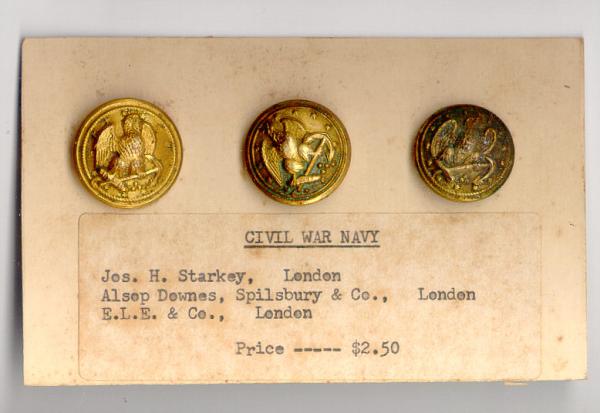 CIVIL WAR NAVY
Jos. H. Starkey, London
Alsop Downes, Spilsbury & Co., London
E.L.E. & Co., London
Price ----- $2.50